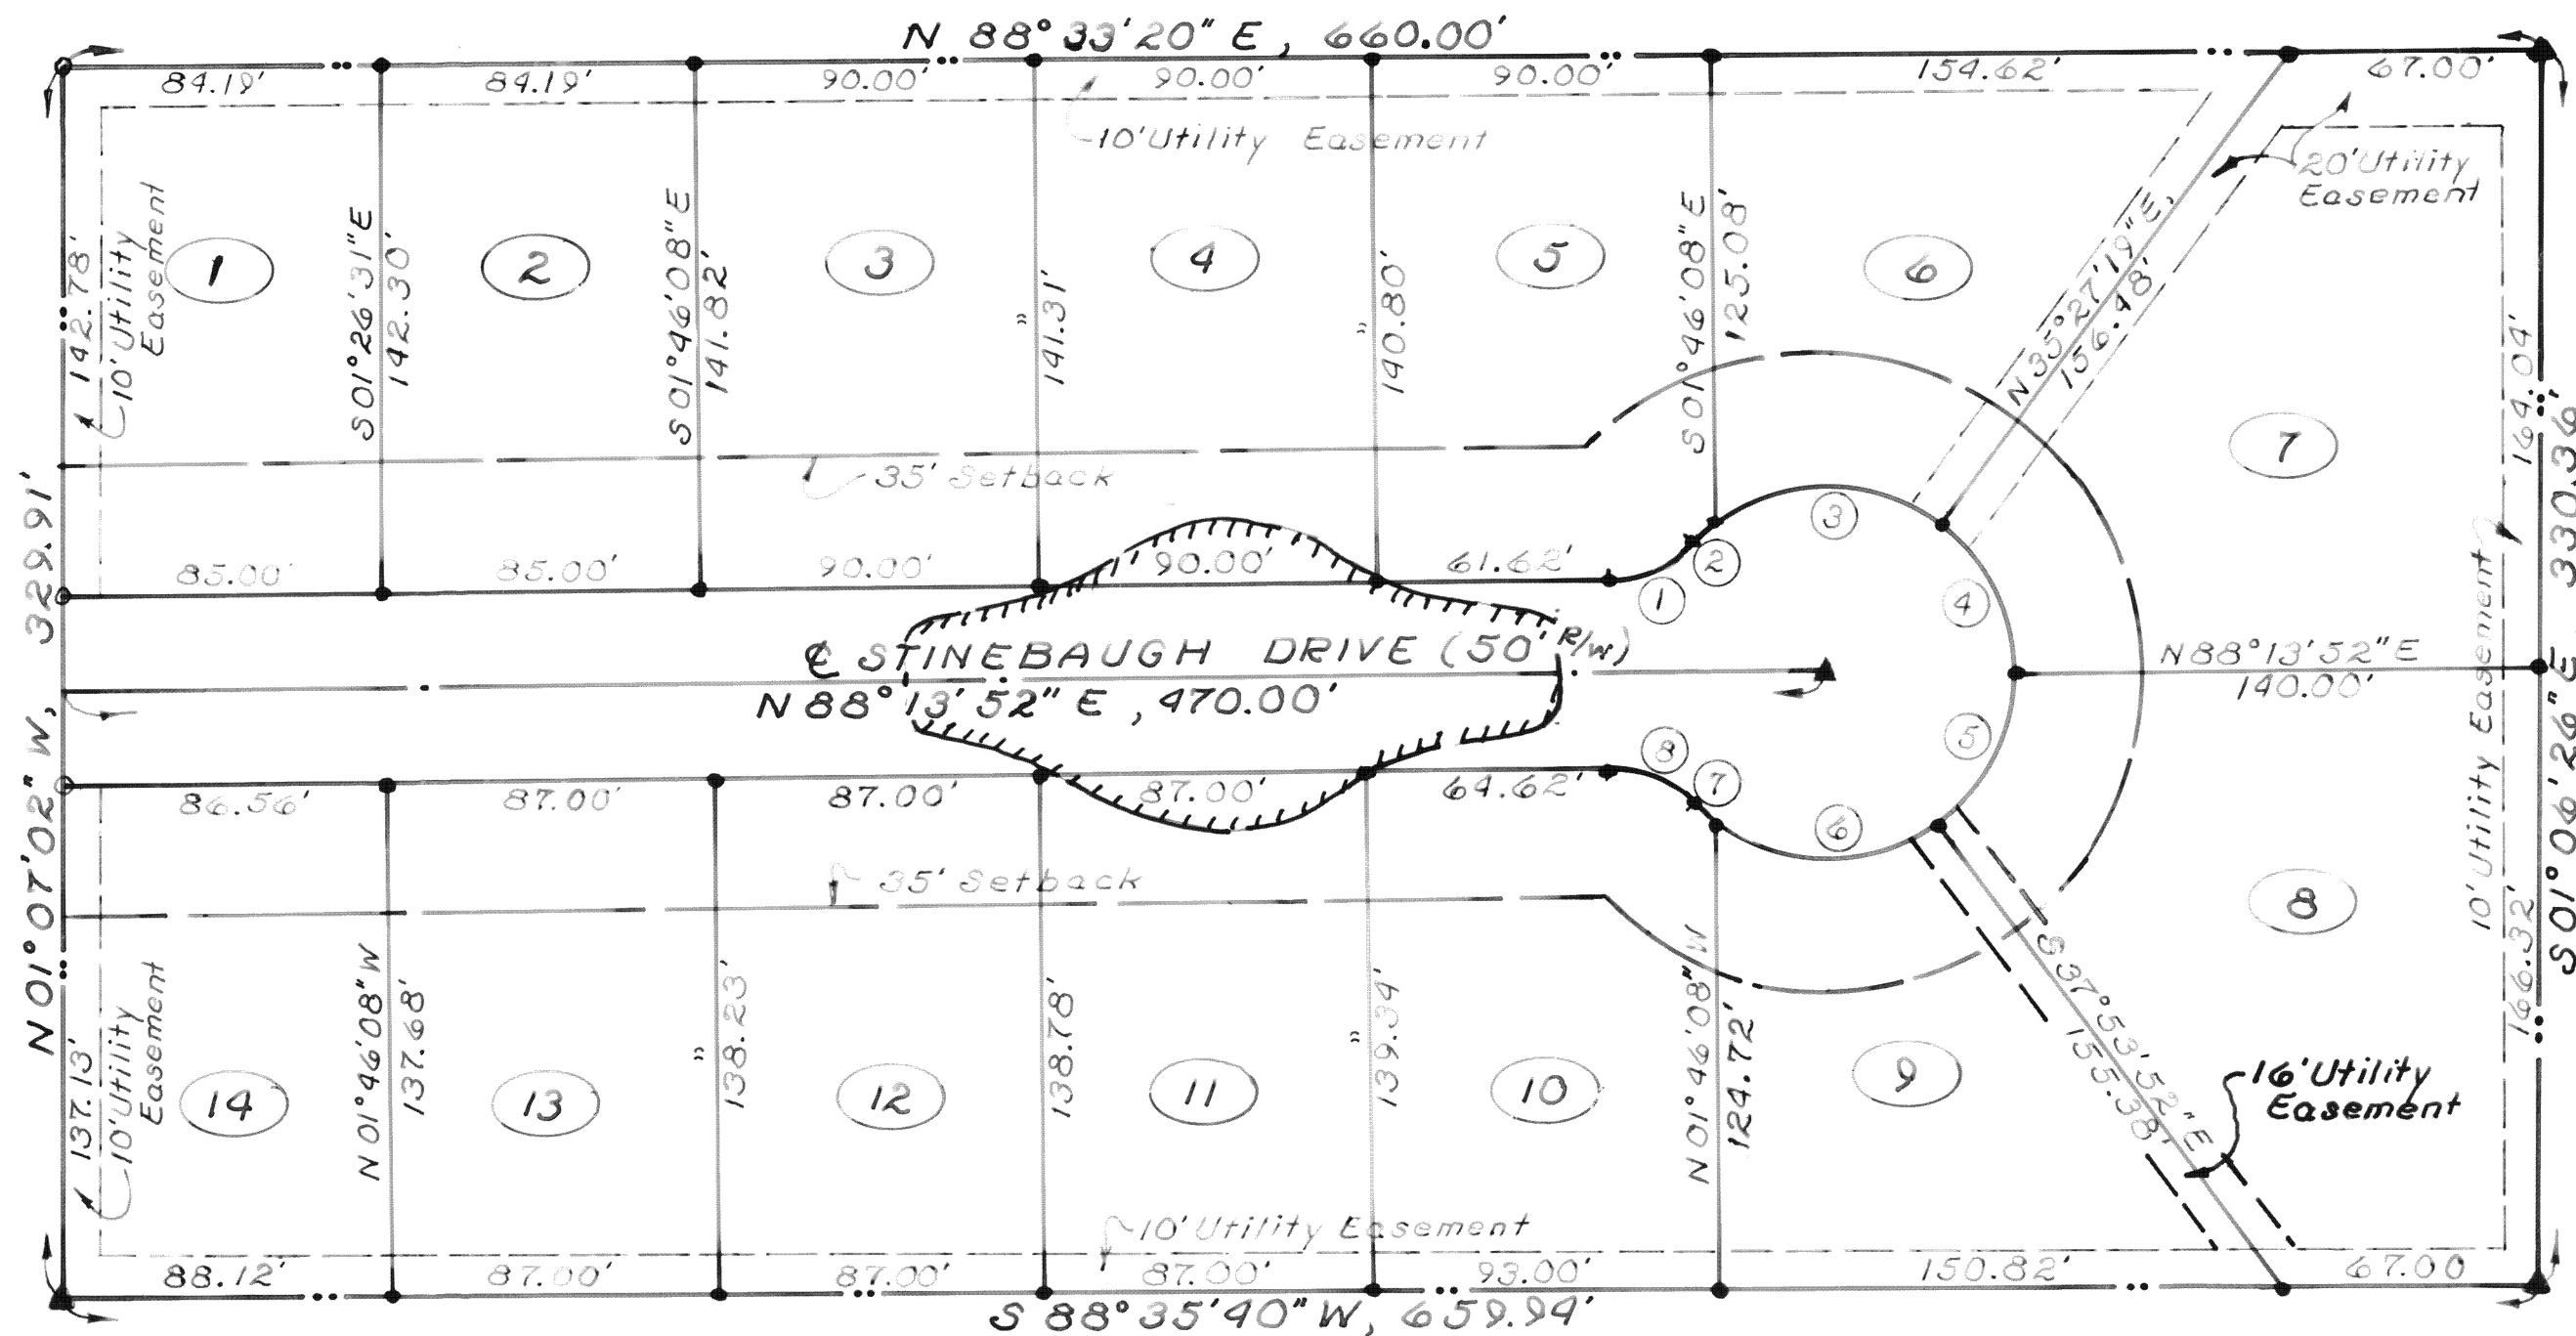 N 88° 33' 20" E, 660.00'
84.19'
84.19'
90.00'
90.00'
90.00'
154.62'
67.00'
10' Utility Easement
20' Utility
Easement
142.78'
10' Utility
Easement
1
S 01° 26' 31" E
142.30'
2
S 01° 46' 08" E
141.82'
3
"
141.31'
4
"
140.80'
5
S 01° 46' 08" E
125.08'
6
N 35° 27' 19" E,
156.48'
7
164.04'
35' Setback
N 01° 07' 02" W, 329.91'
S 01° 06' 26" E 330.36'
85.00'
85.00'
90.00'
90.00'
61.62'
1
2
3
4
5
6
7
8
℄ STINEBAUGH DRIVE (50' R/W)
N 88° 13' 52" E, 470.00'
N 88° 13' 52" E
140.00'
10' Utility Easement
86.56'
87.00'
87.00'
87.00'
64.62'
35' Setback
8
166.32'
137.13'
10' Utility
Easement
14
N 01° 46' 08" W
137.68'
13
"
138.23'
12
138.78'
11
"
139.34'
10
N 01° 46' 08" W
124.72'
9
S 37° 53' 52" E
155.38'
16' Utility
Easement
10' Utility Easement
88.12'
87.00'
87.00'
87.00'
93.00'
150.82'
67.00
S 88° 35' 40" W, 659.94'